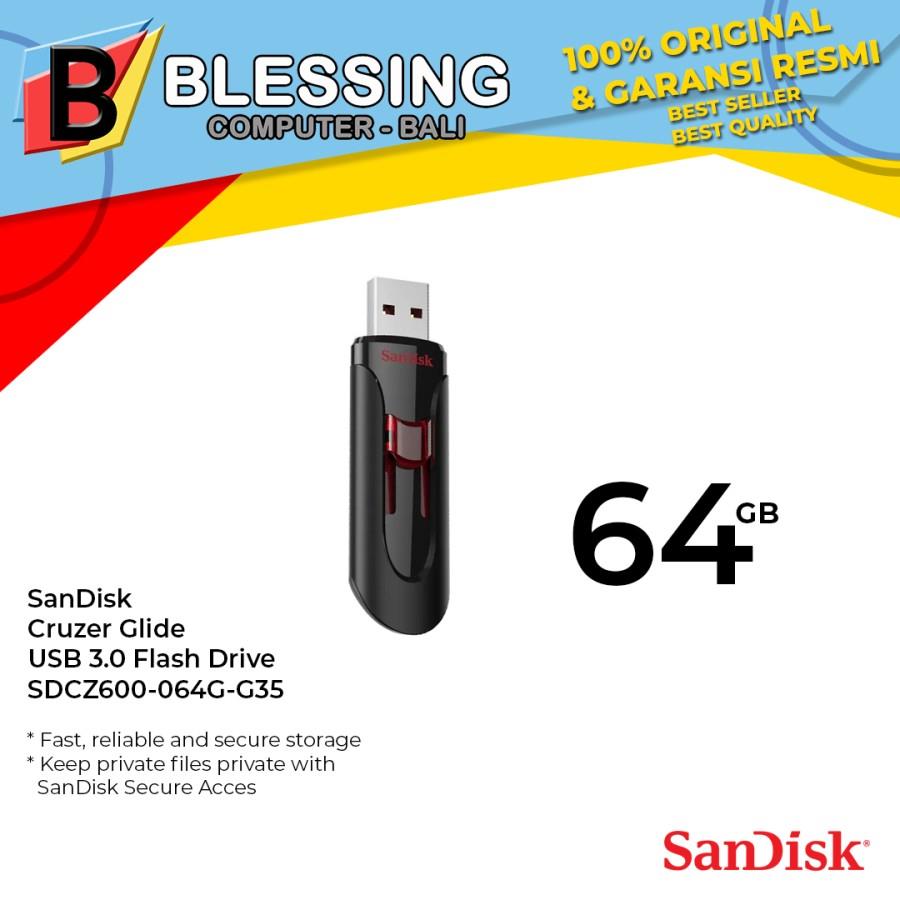 B
BLESSING
COMPUTER - BALI
100% ORIGINAL
& GARANSI RESMI
BEST SELLER
BEST QUALITY
SanDisk
64GB
SanDisk
Cruzer Glide
USB 3.0 Flash Drive
SDCZ600-064G-G35
* Fast, reliable and secure storage
* Keep private files private with
SanDisk Secure Acces
SanDisk®